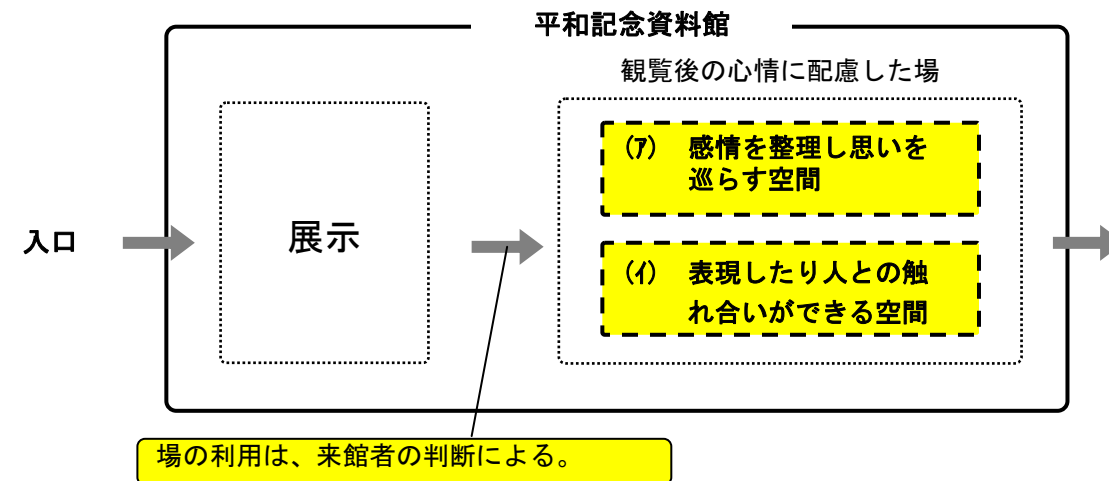 平和記念資料館
観覧後の心情に配慮した場
(ｱ) 感情を整理し思いを
巡らす空間
入口
展示
(ｲ) 表現したり人との触
れ合いができる空間
場の利用は、来館者の判断による。